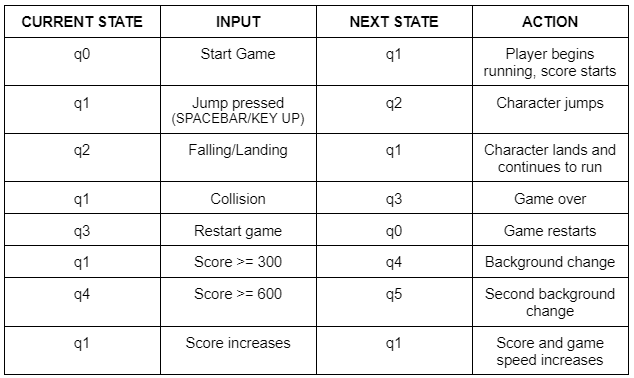 CURRENT STATE INPUT NEXT STATE ACTION
q0 Start Game q1 Player begins
running, score starts
q1 Jump pressed q2 Character jumps
(SPACEBAR/KEY UP)
q2 Falling/Landing q1 Character lands and
continues to run
q1 Collision q3 Game over
q3 Restart game q0 Game restarts
q1 Score >= 300 q4 Background change
q4 Score >= 600 q5 Second background
change
q1 Score increases q1 Score and game
speed increases